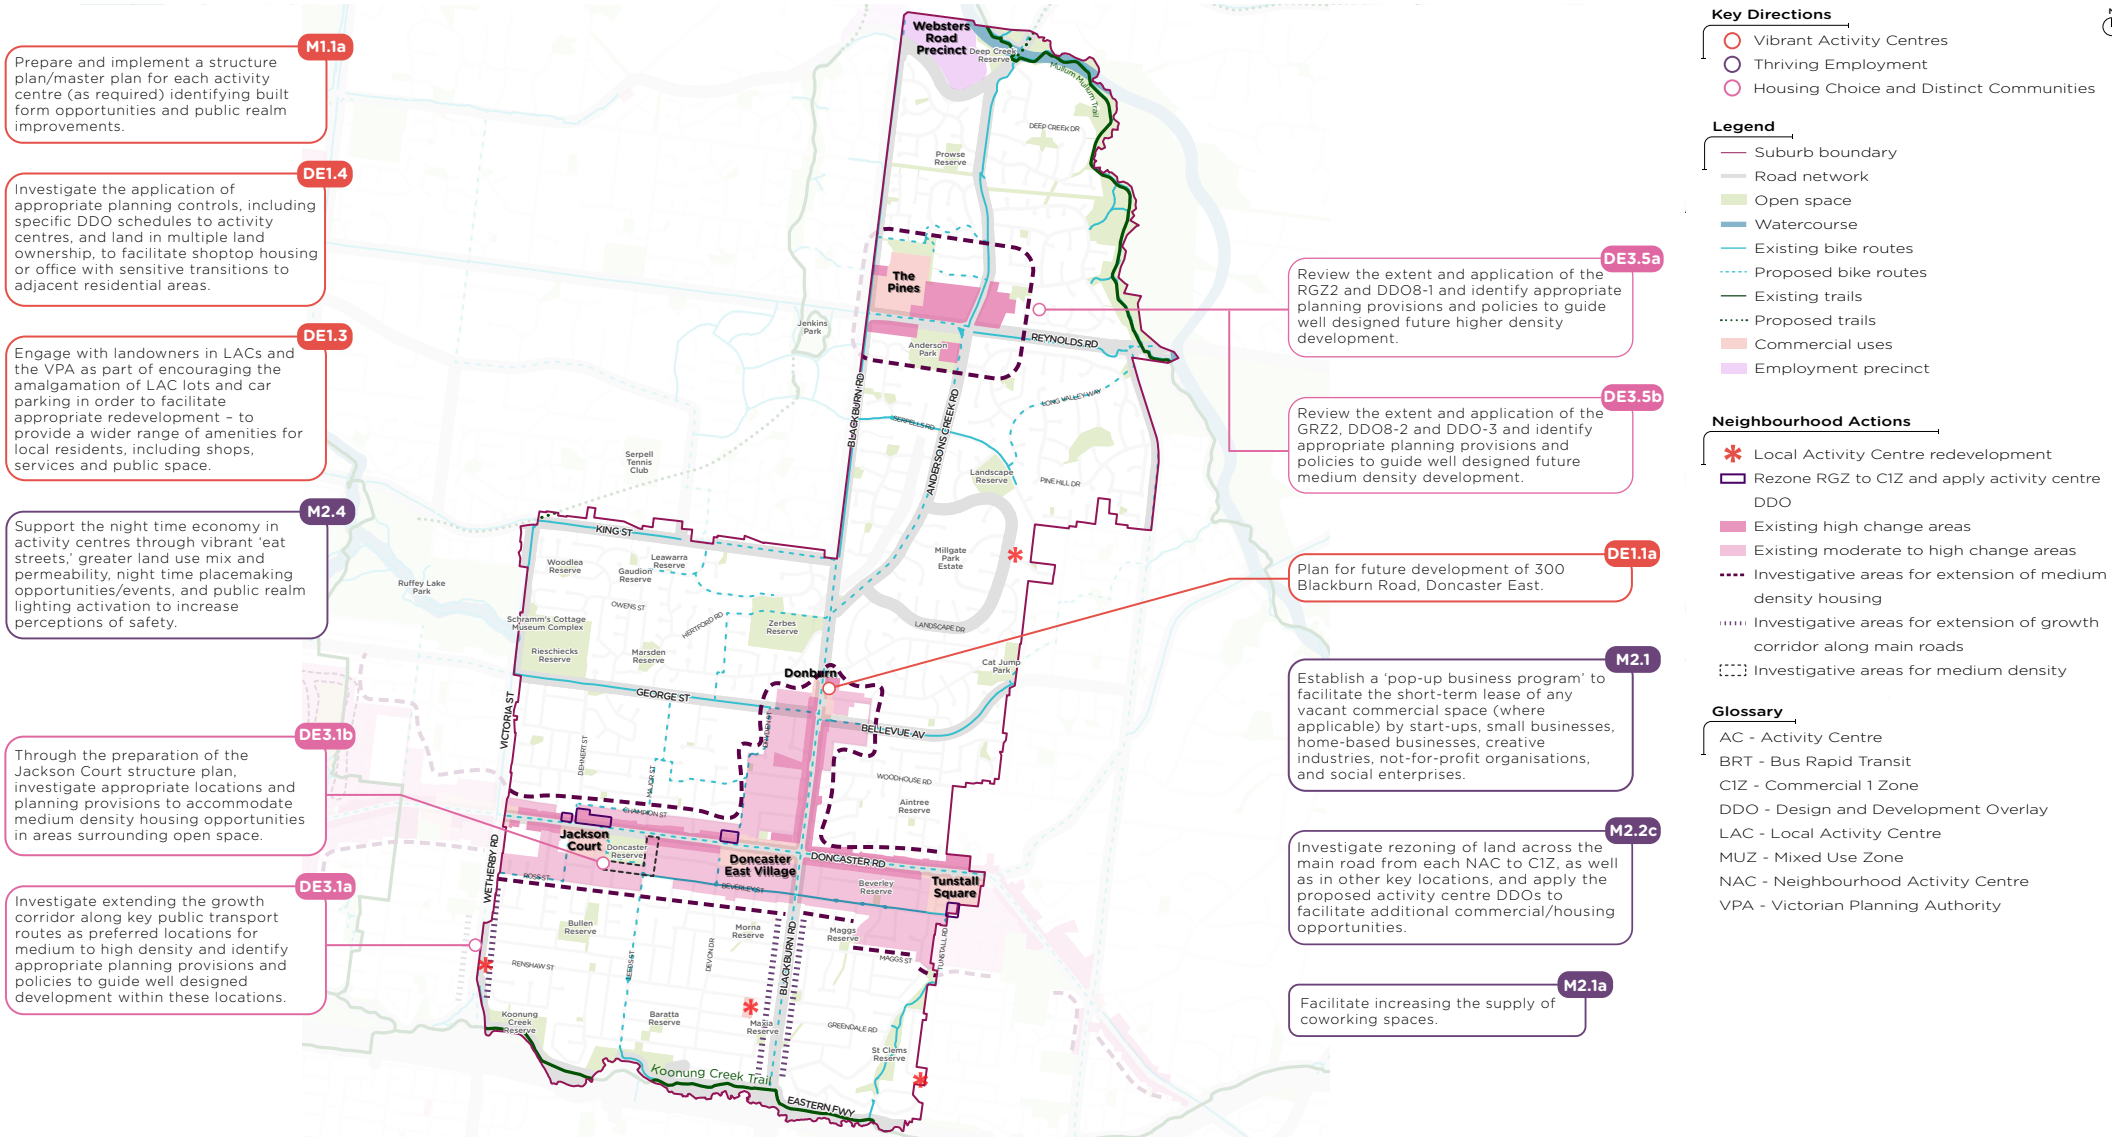 M1.1a
Prepare and implement a structure
plan/master plan for each activity
centre (as required) identifying built
form opportunities and public realm
improvements.
DE1.4
Investigate the application of
appropriate planning controls, including
specific DDO schedules to activity
centres, and land in multiple land
ownership, to facilitate shoptop housing
or office with sensitive transitions to
adjacent residential areas.
DE1.3
Engage with landowners in LACs and
the VPA as part of encouraging the
amalgamation of LAC lots and car
parking in order to facilitate
appropriate redevelopment – to
provide a wider range of amenities for
local residents, including shops,
services and public space.
M2.4
Support the night time economy in
activity centres through vibrant ‘eat
streets,’ greater land use mix and
permeability, night time placemaking
opportunities/events, and public realm
lighting activation to increase
perceptions of safety.
DE3.1b
Through the preparation of the
Jackson Court structure plan,
investigate appropriate locations and
planning provisions to accommodate
medium density housing opportunities
in areas surrounding open space.
DE3.1a
Investigate extending the growth
corridor along key public transport
routes as preferred locations for
medium to high density and identify
appropriate planning provisions and
policies to guide well designed
development within these locations.
Websters
Road
Precinct
Deep Creek
Reserve
Mullum Mullum Trail
DEEP CREEK DR
Prowse
Reserve
The
Pines
Jenkins
Park
Anderson
Park
REYNOLDS RD
BLACKBURN RD
ANDERSONS CREEK RD
LONG VALLEY WAY
SERPELLS RD
Serpell
Tennis
Club
Landscape
Reserve
PINE HILL DR
KING ST
Woodlea
Reserve
Leawarra
Reserve
Gaudion
Reserve
Millgate
Park
Estate
Ruffey Lake
Park
OWENS ST
HERTFORD RD
Schramm's Cottage
Museum Complex
Zerbes
Reserve
LANDSCAPE DR
Rieschiecks
Reserve
Marsden
Reserve
Cat Jump
Park
Donburn
GEORGE ST
VICTORIA ST
BELLEVUE AV
DEHNERT ST
MAJOR ST
WOODHOUSE RD
Aintree
Reserve
CHAMPION ST
Jackson
Court
Doncaster
Reserve
Doncaster
East Village
DONCASTER RD
WETHERBY RD
ROSS ST
BEVERLEY ST
Beverley
Reserve
Tunstall
Square
Bullen
Reserve
Morna
Reserve
Maggs
Reserve
TUNSTALL RD
MAGGS ST
RENSHAW ST
LEEDS ST
DEVON DR
BLACKBURN RD
Koonung
Creek
Reserve
Baratta
Reserve
Maxia
Reserve
GREENDALE RD
St Clems
Reserve
Koonung Creek Trail
EASTERN FWY
DE3.5a
Review the extent and application of the
RGZ2 and DDO8-1 and identify appropriate
planning provisions and policies to guide
well designed future higher density
development.
DE3.5b
Review the extent and application of the
GRZ2, DDO8-2 and DDO-3 and identify
appropriate planning provisions and
policies to guide well designed future
medium density development.
DE1.1a
Plan for future development of 300
Blackburn Road, Doncaster East.
M2.1
Establish a ‘pop-up business program’ to
facilitate the short-term lease of any
vacant commercial space (where
applicable) by start-ups, small businesses,
home-based businesses, creative
industries, not-for-profit organisations,
and social enterprises.
M2.2c
Investigate rezoning of land across the
main road from each NAC to C1Z, as well
as in other key locations, and apply the
proposed activity centre DDOs to
facilitate additional commercial/housing
opportunities.
M2.1a
Facilitate increasing the supply of
coworking spaces.
Key Directions
Vibrant Activity Centres
Thriving Employment
Housing Choice and Distinct Communities
Legend
Suburb boundary
Road network
Open space
Watercourse
Existing bike routes
Proposed bike routes
Existing trails
Proposed trails
Commercial uses
Employment precinct
Neighbourhood Actions
Local Activity Centre redevelopment
Rezone RGZ to C1Z and apply activity centre
DDO
Existing high change areas
Existing moderate to high change areas
Investigative areas for extension of medium
density housing
Investigative areas for extension of growth
corridor along main roads
Investigative areas for medium density
Glossary
AC - Activity Centre
BRT - Bus Rapid Transit
C1Z - Commercial 1 Zone
DDO - Design and Development Overlay
LAC - Local Activity Centre
MUZ - Mixed Use Zone
NAC - Neighbourhood Activity Centre
VPA - Victorian Planning Authority